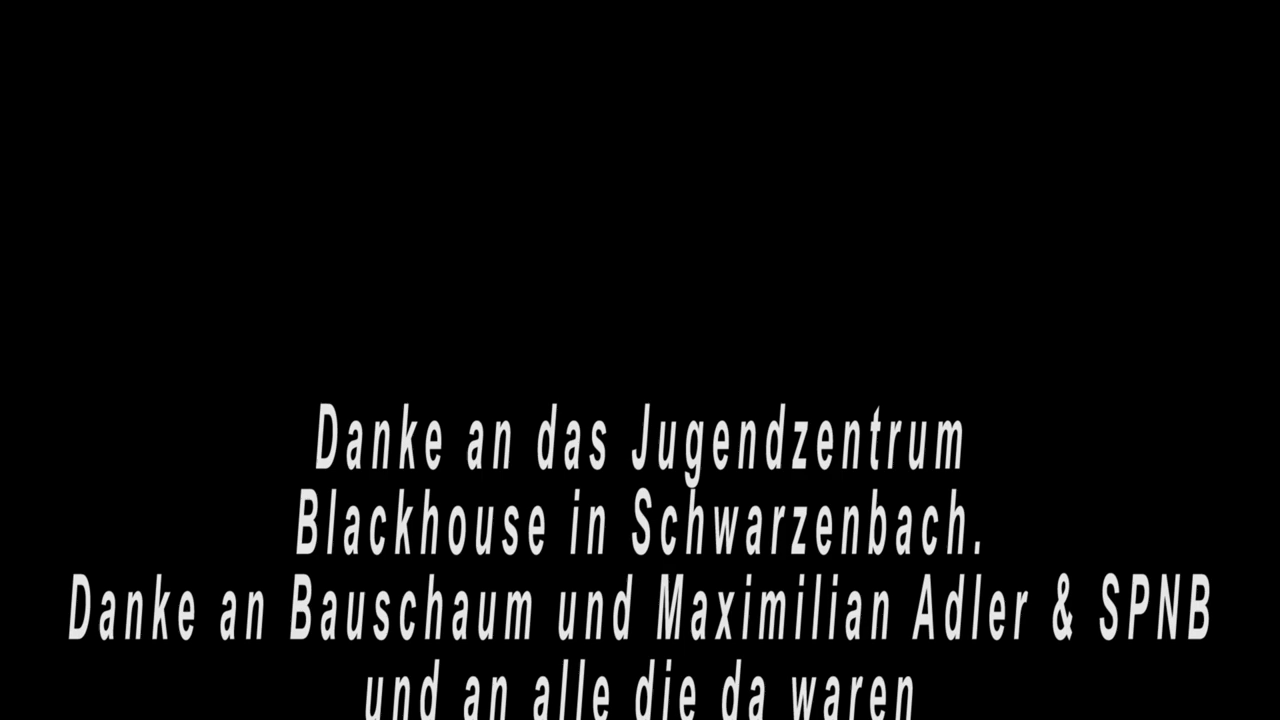 Danke an das Jugendzentrum
Blackhouse in Schwarzenbach.
Danke an Bauschaum und Maximilian Adler & SPNB
und an alle die da waren